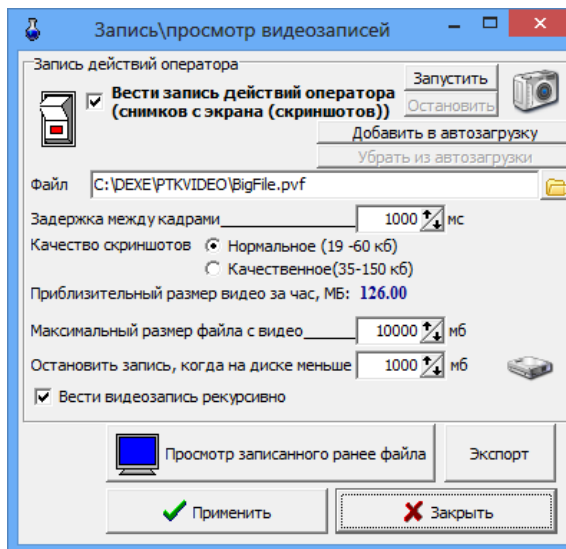 Запись\просмотр видеозаписей
Запись действий оператора
Вести запись действий оператора
(снимков с экрана (скриншотов))
Запустить
Остановить
Добавить в автозагрузку
Убрать из автозагрузки
Файл C:\DEXE\PTKVIDEO\BigFile.pvf
Задержка между кадрами 1000 мс
Качество скриншотов Нормальное (19 -60 кб)
Качественное(35-150 кб)
Приблизительный размер видео за час, МБ: 126.00
Максимальный размер файла с видео 10000 мб
Остановить запись, когда на диске меньше 1000 мб
Вести видеозапись рекурсивно
Просмотр записанного ранее файла
Экспорт
Применить
Закрыть